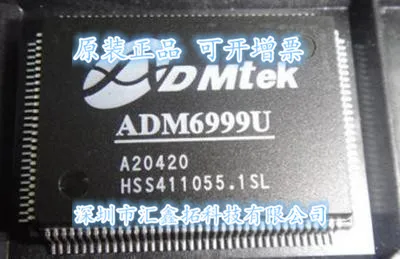 原装正品 可开增票
ADMtek
ADM6999U
A20420
HSS411055.1SL
深圳市汇鑫拓科技有限公司